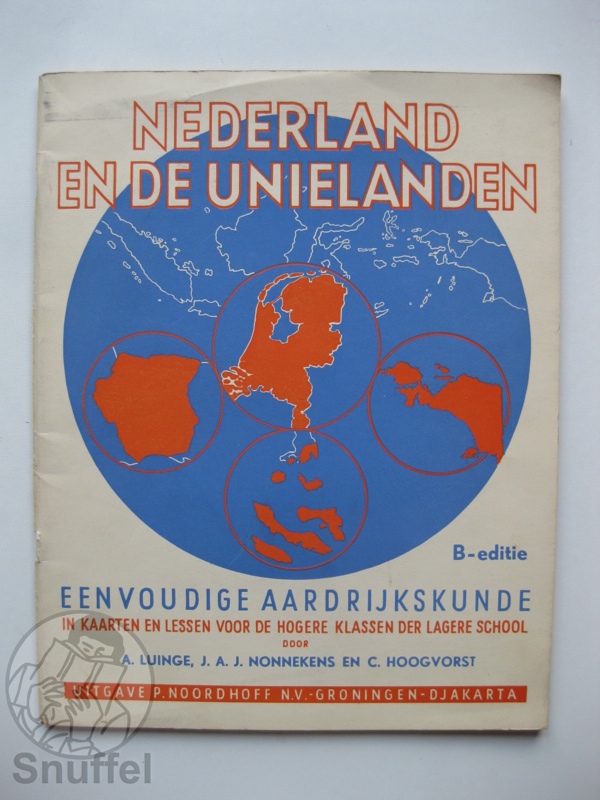 NEDERLAND
EN DE UNIELANDEN
B-editie
EENVOUDIGE AARDRIJKSKUNDE
IN KAARTEN EN LESSEN VOOR DE HOGERE KLASSEN DER LAGERE SCHOOL
DOOR
A. LUINGE, J. A. J. NONNEKENS EN C. HOOGVORST
UITGAVE P. NOORDHOFF N.V.-GRONINGEN-DJAKARTA
Snuffel